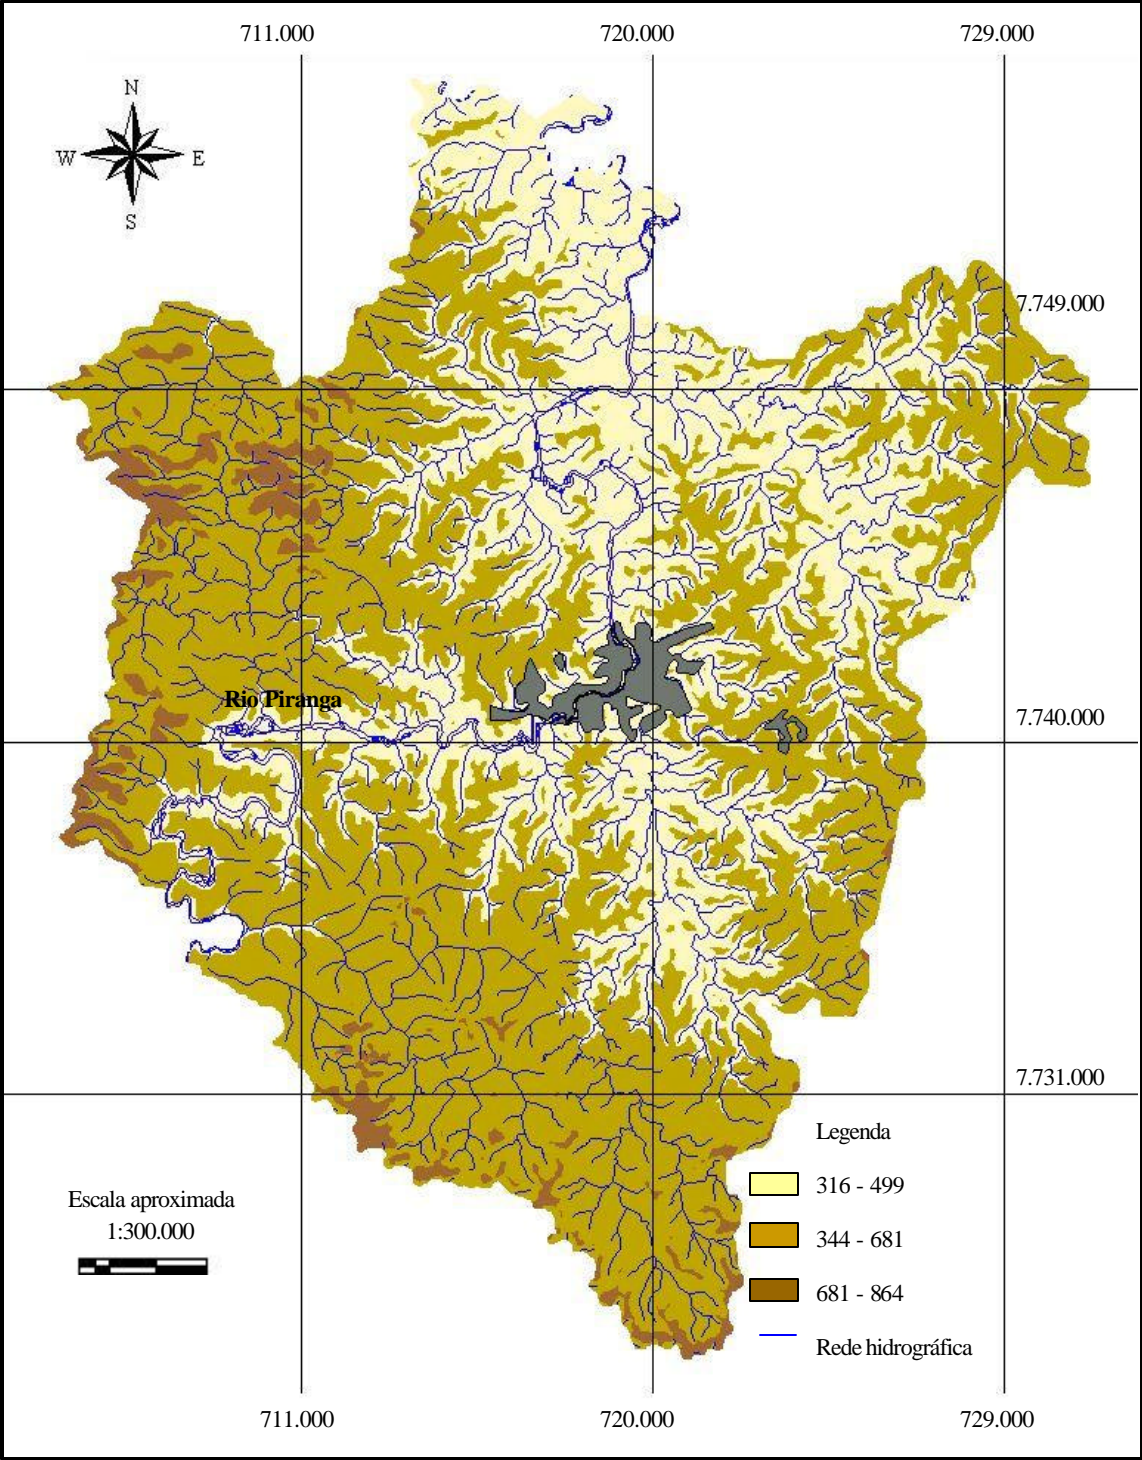 711.000 720.000 729.000
N
W E
S
7.749.000
Rio Piranga
7.740.000
7.731.000
Legenda
316 - 499
344 - 681
681 - 864
Rede hidrográfica
Escala aproximada
1:300.000
711.000 720.000 729.000